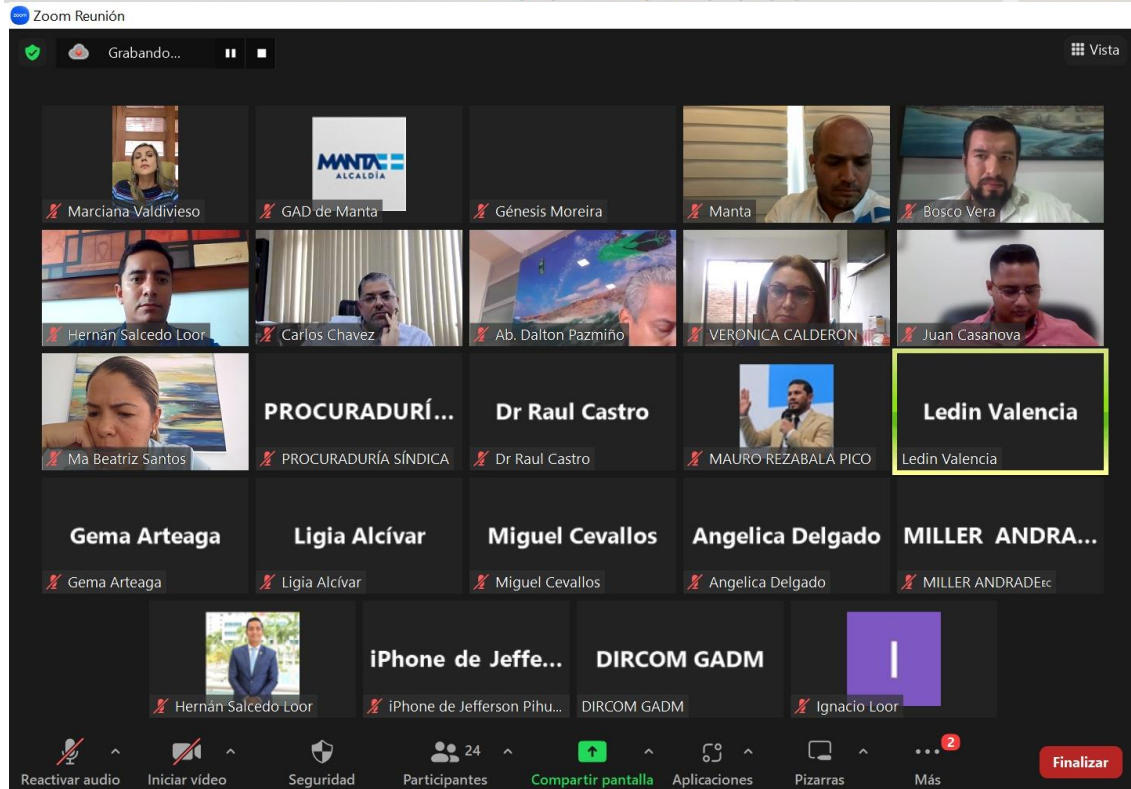 zoom Zoom Reunión
Grabando...
Vista
MANTA
ALCALDÍA
Marciana Valdivieso
GAD de Manta
Génesis Moreira
Manta
Bosco Vera
Hernán Salcedo Loor
Carlos Chavez
Ab. Dalton Pazmiño
VERONICA CALDERON
Juan Casanova
PROCURADURÍ...
Dr Raul Castro
Ledin Valencia
Ma Beatriz Santos
PROCURADURÍA SÍNDICA
Dr Raul Castro
MAURO REZABALA PICO
Ledin Valencia
Gema Arteaga
Ligia Alcívar
Miguel Cevallos
Angelica Delgado
MILLER ANDRA...
Gema Arteaga
Ligia Alcívar
Miguel Cevallos
Angelica Delgado
MILLER ANDRADEEC
iPhone de Jeffe...
DIRCOM GADM
I
Hernán Salcedo Loor
iPhone de Jefferson Pihu...
DIRCOM GADM
Ignacio Loor
24
2
Reactivar audio
Iniciar vídeo
Seguridad
Participantes
Compartir pantalla
Aplicaciones
Pizarras
Más
Finalizar